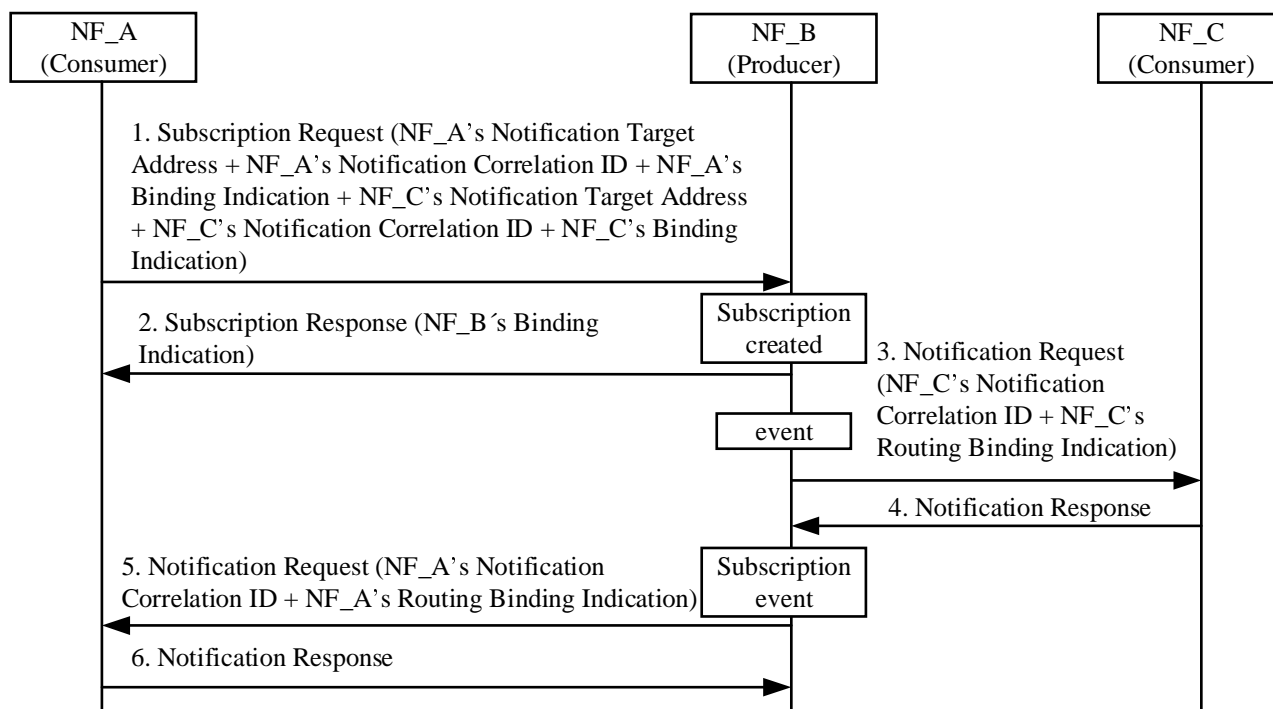 NF_A
(Consumer)
NF_B
(Producer)
NF_C
(Consumer)
1. Subscription Request (NF_A’s Notification Target
Address + NF_A’s Notification Correlation ID + NF_A’s
Binding Indication + NF_C’s Notification Target Address
+ NF_C’s Notification Correlation ID + NF_C’s Binding
Indication)
Subscription
created
2. Subscription Response (NF_B´s Binding
Indication)
3. Notification Request
(NF_C’s Notification
Correlation ID + NF_C’s
Routing Binding Indication)
event
4. Notification Response
Subscription
event
5. Notification Request (NF_A’s Notification
Correlation ID + NF_A’s Routing Binding Indication)
6. Notification Response